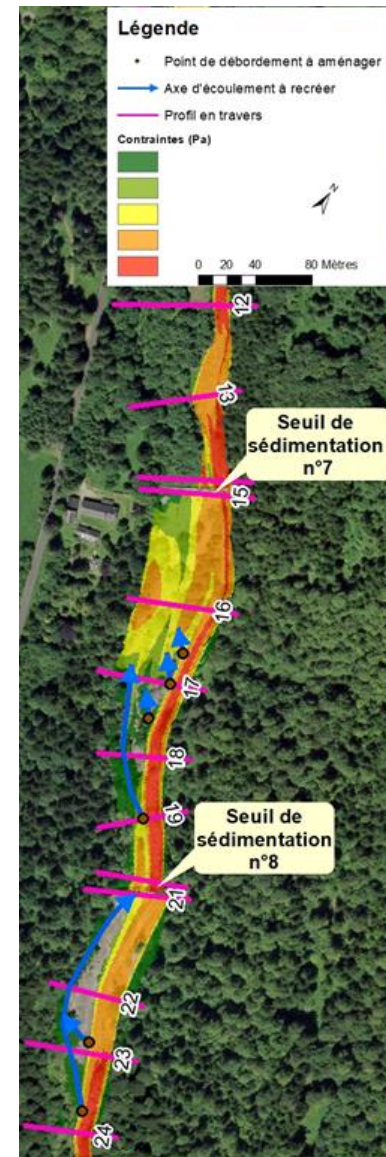 Légende
Point de débordement à aménager
Axe d'écoulement à recréer
Profil en travers
Contraintes (Pa)
N
0 20 40 80 Mètres
12
13
Seuil de
sédimentation
n°7
15
16
17
18
19
Seuil de
sédimentation
n°8
21
22
23
24